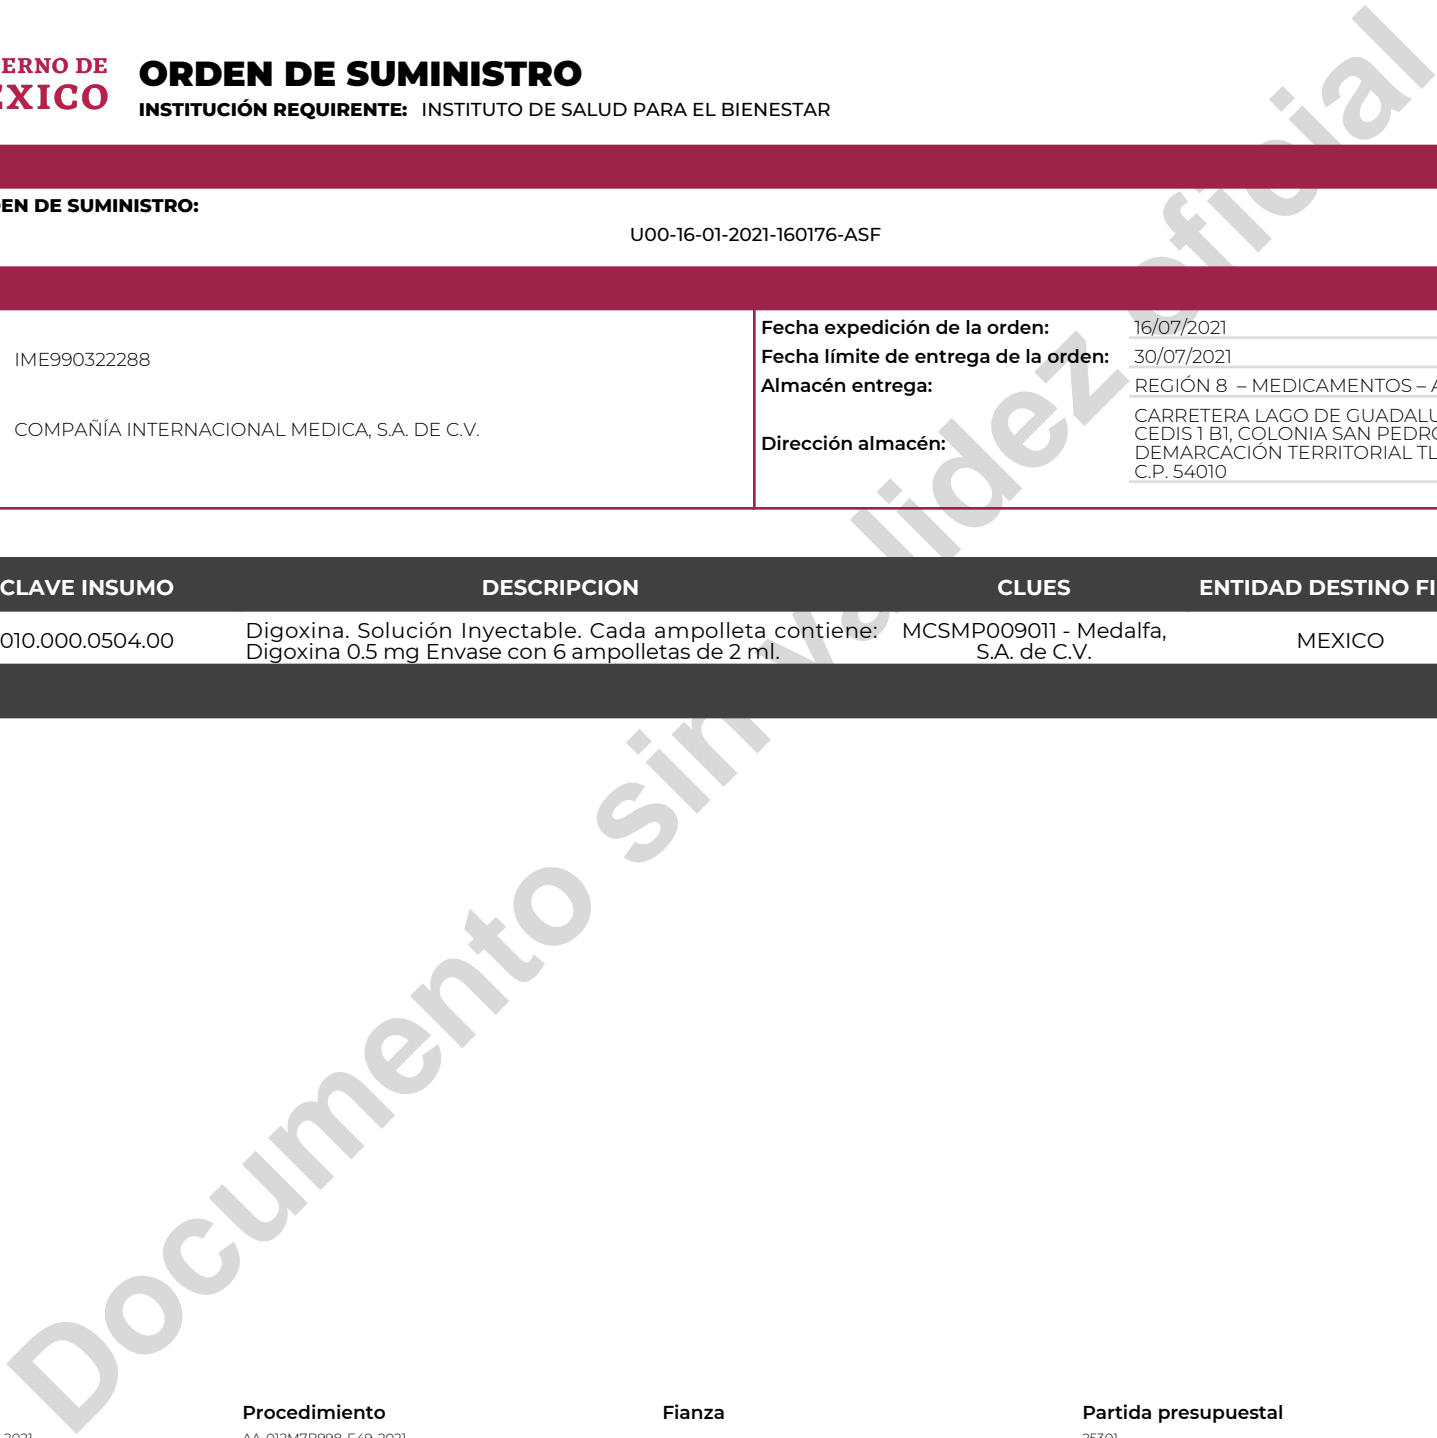 ERNO DE
EXICO
ORDEN DE SUMINISTRO
INSTITUCIÓN REQUIRENTE: INSTITUTO DE SALUD PARA EL BIENESTAR
EN DE SUMINISTRO:
U00-16-01-2021-160176-ASF
IME990322288
COMPAÑÍA INTERNACIONAL MEDICA, S.A. DE C.V.
Fecha expedición de la orden: 16/07/2021
Fecha límite de entrega de la orden: 30/07/2021
Almacén entrega: REGIÓN 8 – MEDICAMENTOS – A
Dirección almacén:
CARRETERA LAGO DE GUADALU
CEDIS 1 B1, COLONIA SAN PEDRO
DEMARCACIÓN TERRITORIAL TL
C.P. 54010
CLAVE INSUMO DESCRIPCION CLUES ENTIDAD DESTINO FI
010.000.0504.00
Digoxina. Solución Inyectable. Cada ampolleta contiene:
Digoxina 0.5 mg Envase con 6 ampolletas de 2 ml.
MCSMP009011 - Medalfa,
S.A. de C.V.
MEXICO
Documento sin validez oficial
Procedimiento Fianza Partida presupuestal